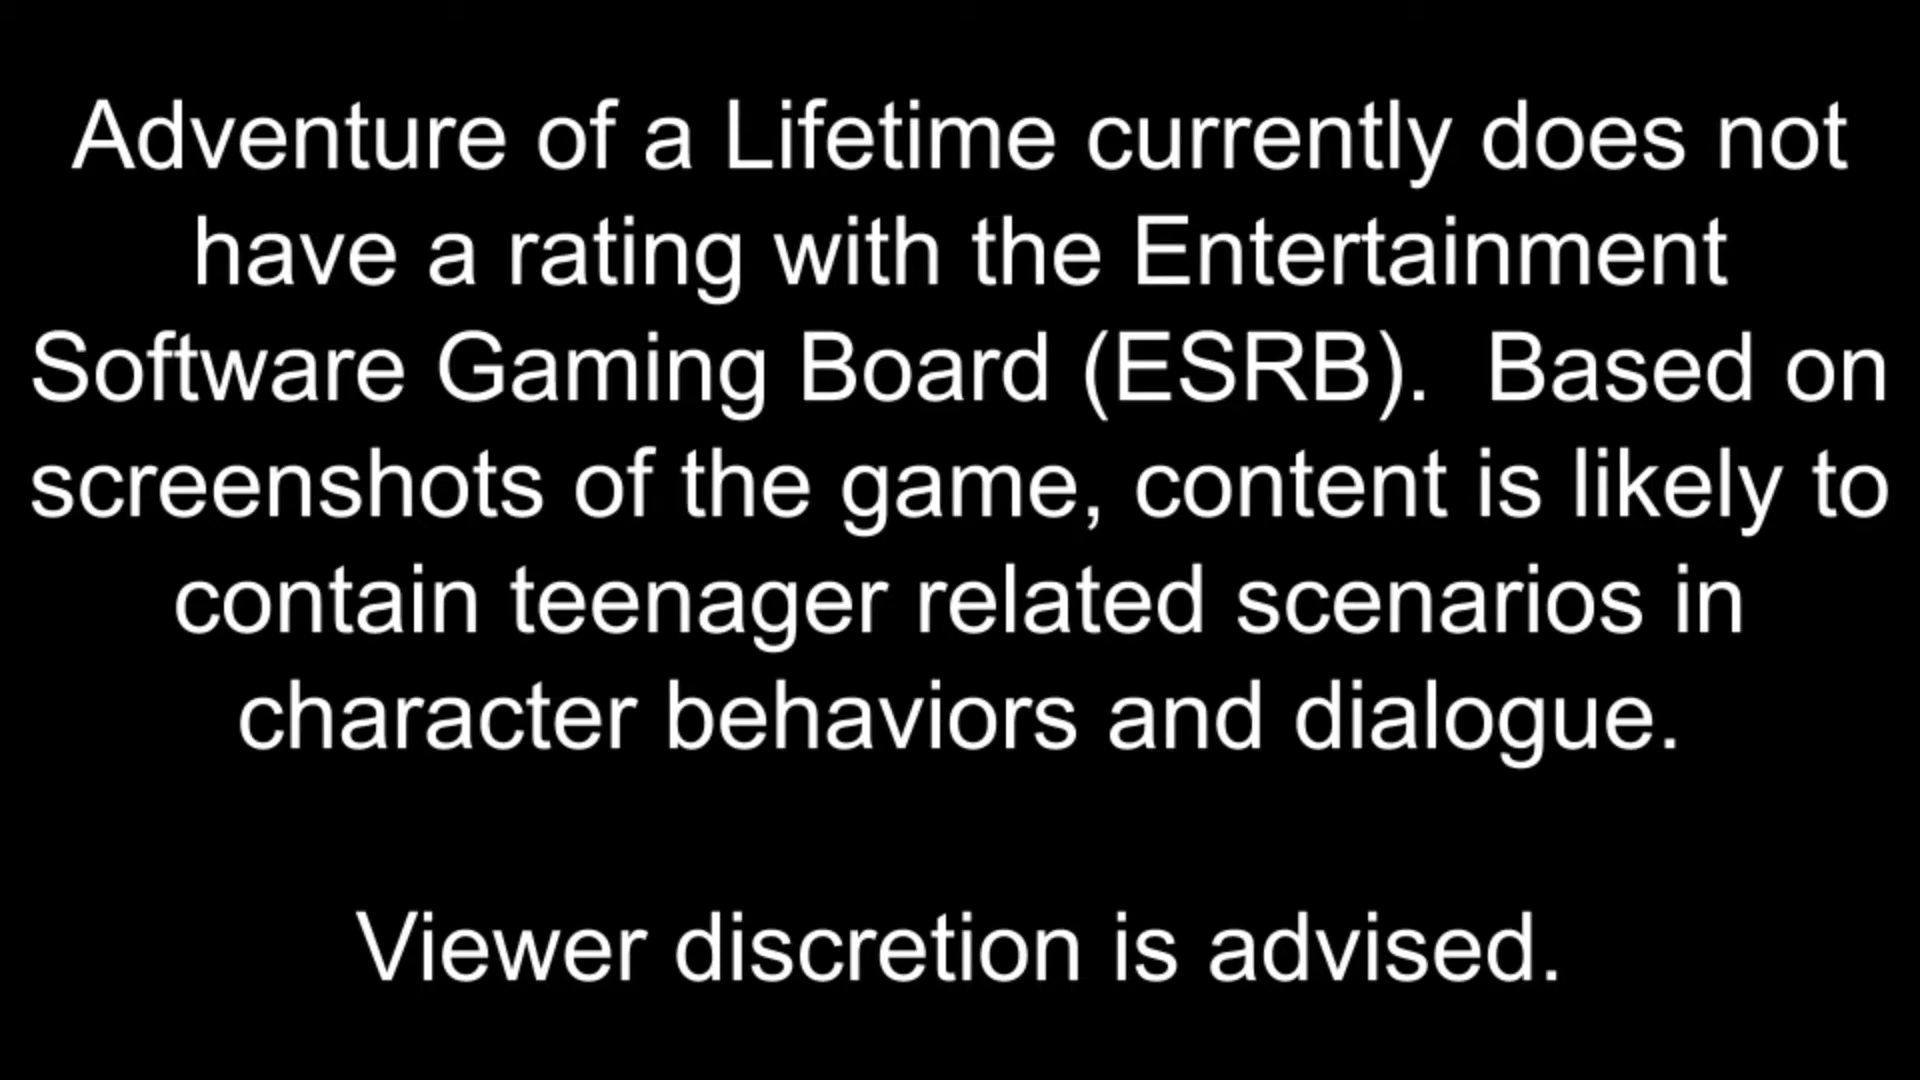 Adventure of a Lifetime currently does not
have a rating with the Entertainment
Software Gaming Board (ESRB).  Based on
screenshots of the game, content is likely to
contain teenager related scenarios in
character behaviors and dialogue.
Viewer discretion is advised.